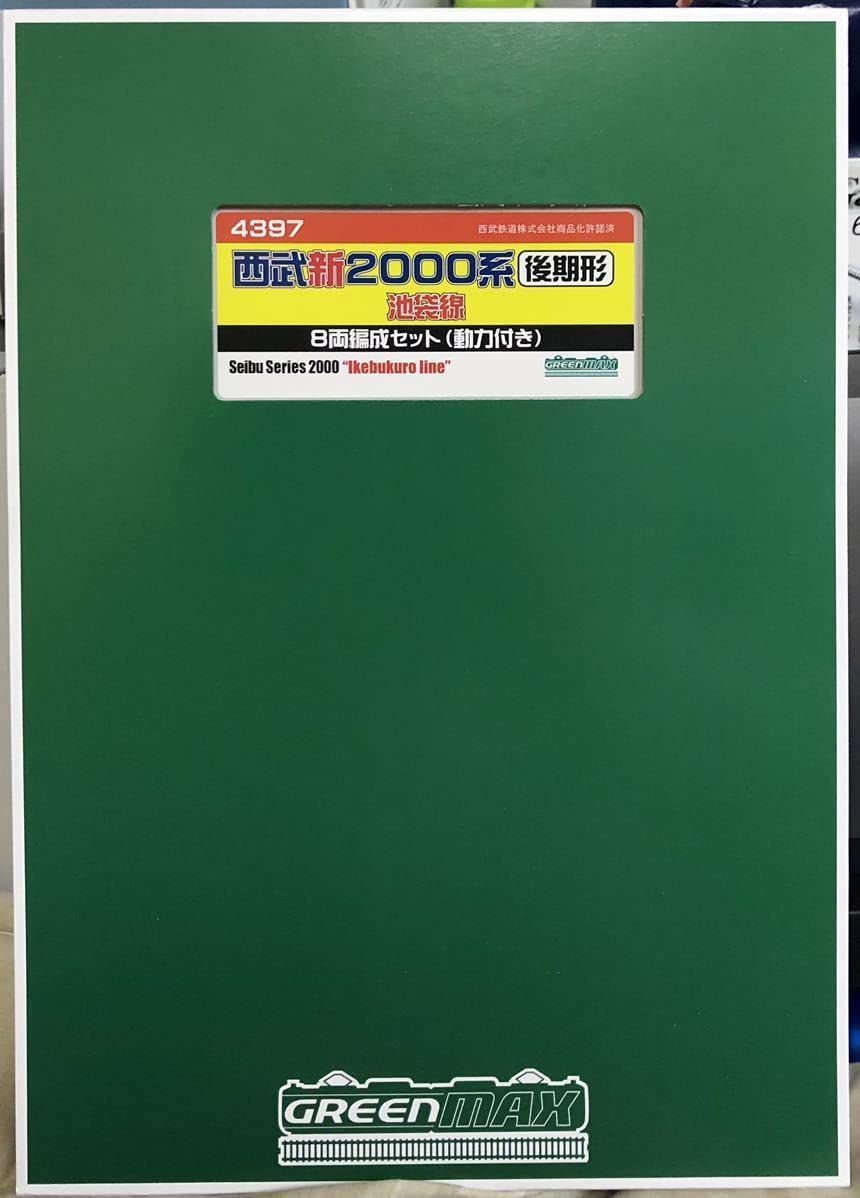 4397 西武鉄道株式会社商品化許諾済
西武新2000系 後期形
池袋線
8両編成セット(動力付き)
Seibu Series 2000 “Ikebukuro line” GREENMAX
GREENMAX